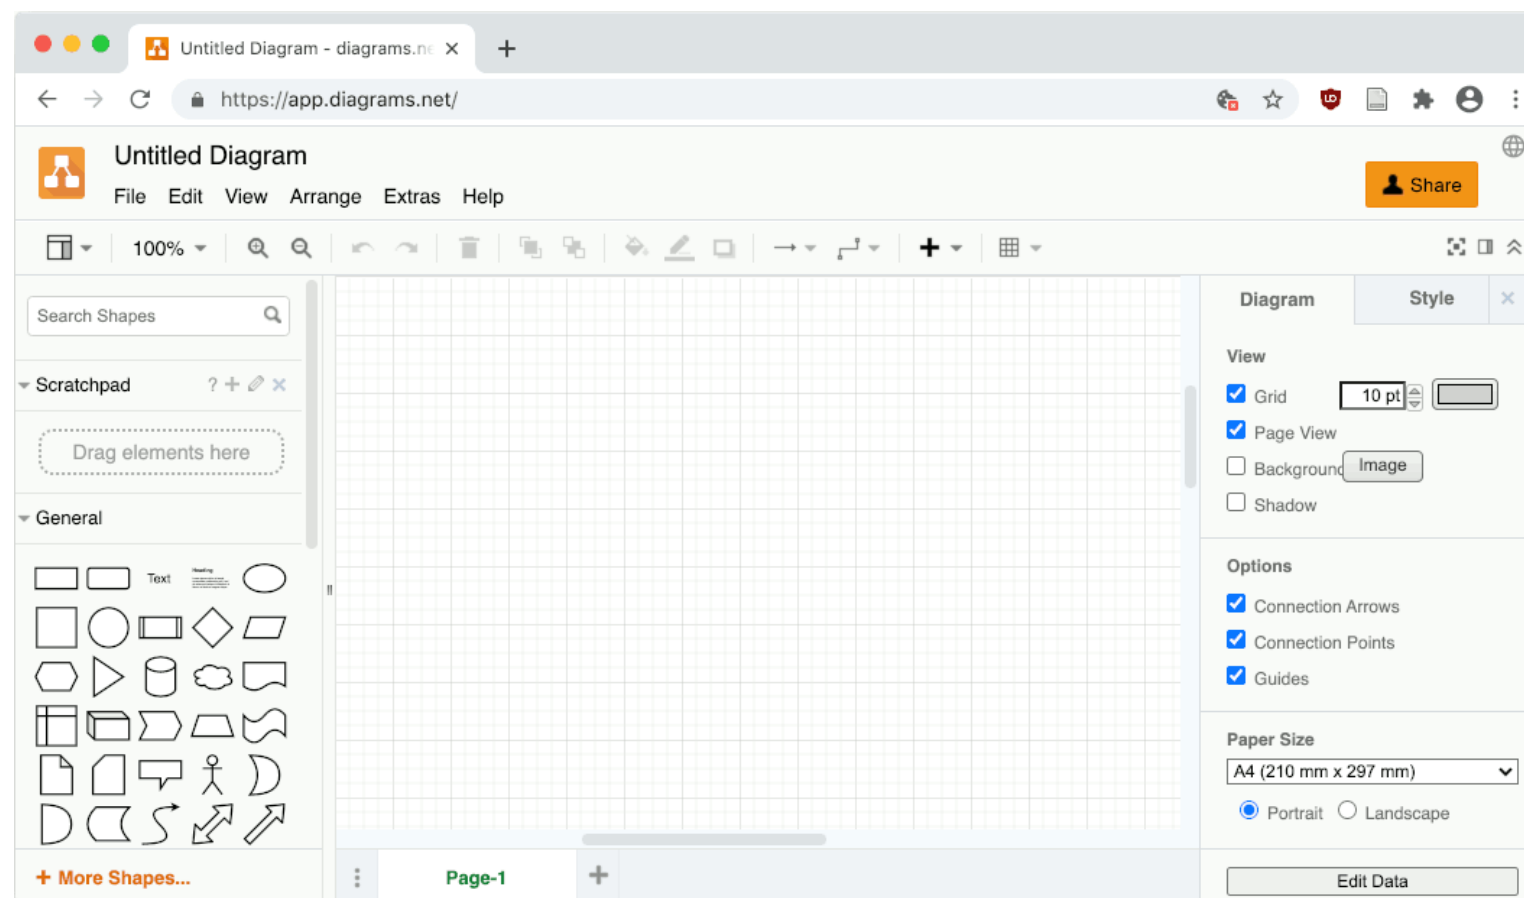 Untitled Diagram - diagrams.ne
https://app.diagrams.net/
Untitled Diagram
File Edit View Arrange Extras Help
Share
100%
Search Shapes
Scratchpad ?
Drag elements here
General
Text
Heading
More Shapes...
Page-1
Diagram Style
View
Grid 10 pt
Page View
Background Image
Shadow
Options
Connection Arrows
Connection Points
Guides
Paper Size
A4 (210 mm x 297 mm)
Portrait Landscape
Edit Data